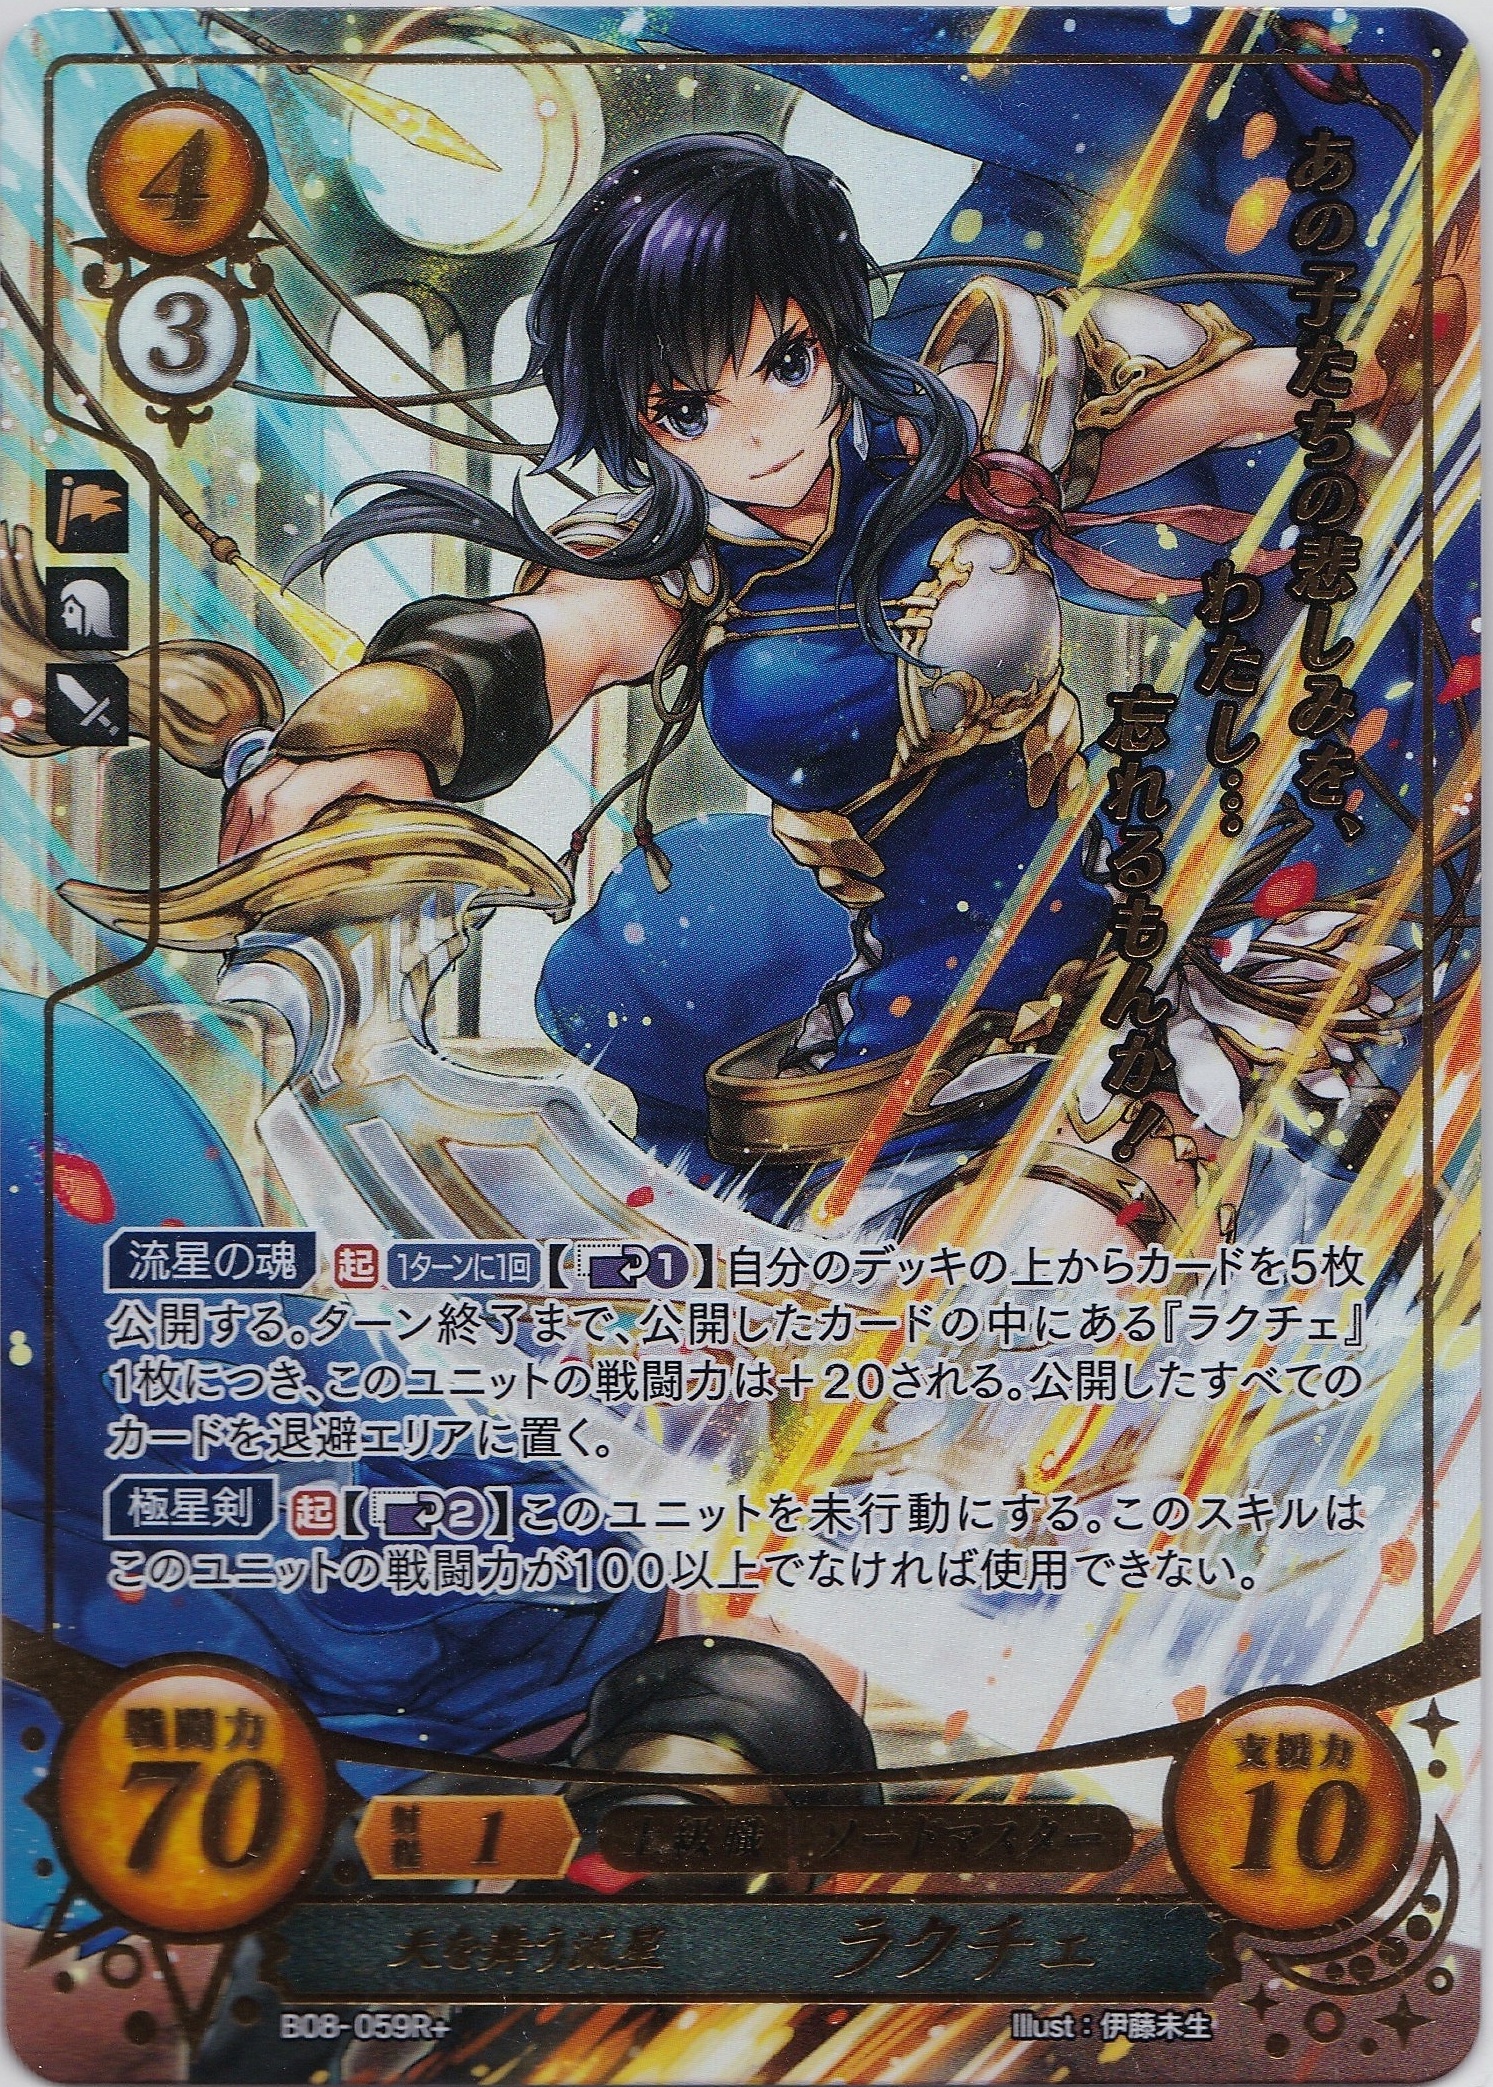 4
3
あの子たちの悲しみを、
わたし…
忘れるもんか！
流星の魂 起 1ターンに1回【1】自分のデッキの上からカードを5枚
公開する。ターン終了まで、公開したカードの中にある『ラクチェ』
1枚につき、このユニットの戦闘力は＋20される。公開したすべての
カードを退避エリアに置く。
極星剣 起【2】このユニットを未行動にする。このスキルは
このユニットの戦闘力が100以上でなければ使用できない。
戦闘力
70
射程 1
上級職 ソードマスター
支援力
10
天を舞う流星 ラクチェ
B08-059R+
Illust：伊藤未生